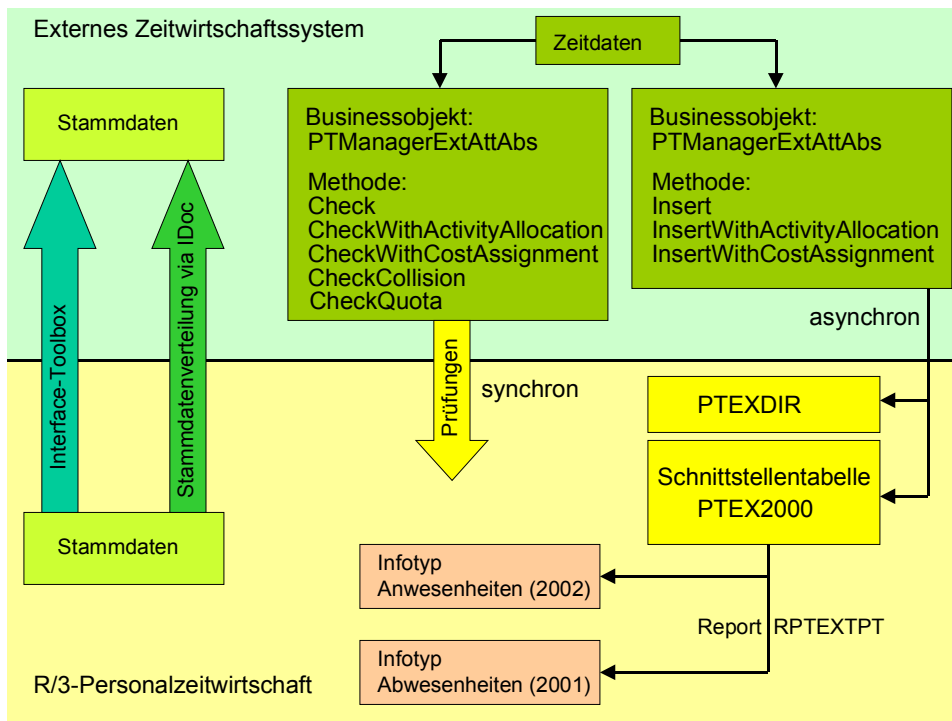 Externes Zeitwirtschaftssystem
Zeitdaten
Stammdaten
Businessobjekt:
PTManagerExtAttAbs
Methode:
Check
CheckWithActivityAllocation
CheckWithCostAssignment
CheckCollision
CheckQuota
Businessobjekt:
PTManagerExtAttAbs
Methode:
Insert
InsertWithActivityAllocation
InsertWithCostAssignment
asynchron
Interface-Toolbox
Stammdatenverteilung via IDoc
Prüfungen
synchron
PTEXDIR
Schnittstellentabelle
PTEX2000
Stammdaten
Infotyp
Anwesenheiten (2002)
Report RPTEXTPT
Infotyp
Abwesenheiten (2001)
R/3-Personalzeitwirtschaft